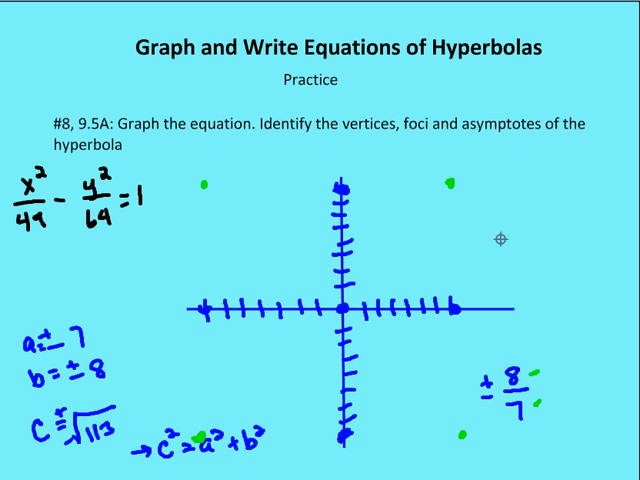 Graph and Write Equations of Hyperbolas
Practice
#8, 9.5A: Graph the equation. Identify the vertices, foci and asymptotes of the
hyperbola
x²/49 - y²/64 = 1
a = ± 7
b = ± 8
c = ± √113
→ c² = a² + b²
± 8/7